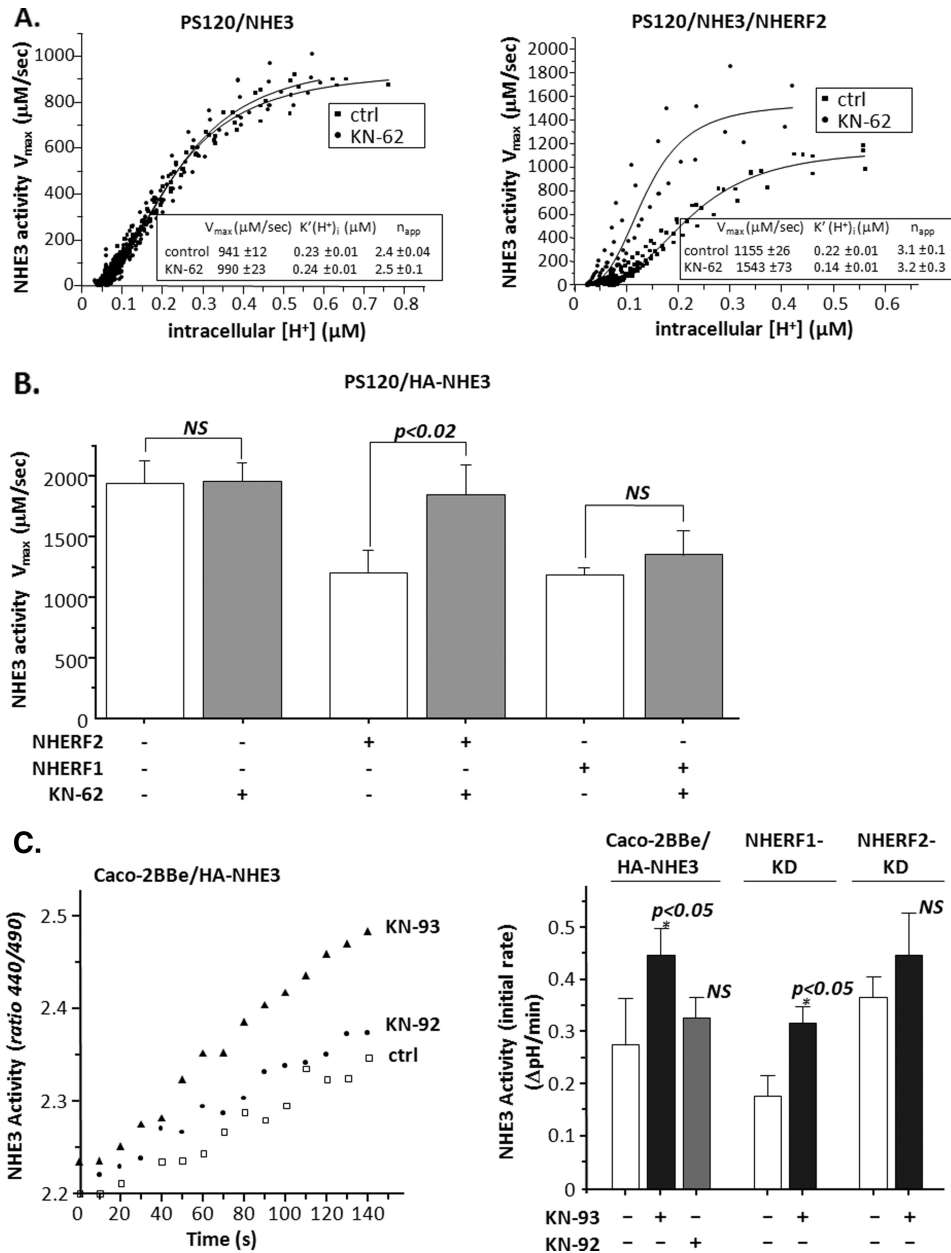 A.
PS120/NHE3
NHE3 activity Vmax (μM/sec)
1000
800
600
400
200
0
ctrl
KN-62
Vmax (μM/sec) K′(H⁺)i (μM) napp
control 941 ±12 0.23 ±0.01 2.4 ±0.04
KN-62 990 ±23 0.24 ±0.01 2.5 ±0.1
0 0.1 0.2 0.3 0.4 0.5 0.6 0.7 0.8
intracellular [H⁺] (μM)
PS120/NHE3/NHERF2
NHE3 activity Vmax (μM/sec)
2000
1800
1600
1400
1200
1000
800
600
400
200
0
ctrl
KN-62
Vmax (μM/sec) K′(H⁺)i (μM) napp
control 1155 ±26 0.22 ±0.01 3.1 ±0.1
KN-62 1543 ±73 0.14 ±0.01 3.2 ±0.3
0 0.1 0.2 0.3 0.4 0.5 0.6
intracellular [H⁺] (μM)
B.
PS120/HA-NHE3
NHE3 activity Vmax (μM/sec)
2000
1500
1000
500
0
NS
p<0.02
NS
NHERF2 - - + + - -
NHERF1 - - - - + +
KN-62 - + - + - +
C.
Caco-2BBe/HA-NHE3
NHE3 Activity (ratio 440/490)
2.5
2.4
2.3
2.2
KN-93
KN-92
ctrl
0 20 40 60 80 100 120 140
Time (s)
Caco-2BBe/ NHERF1- NHERF2-
HA-NHE3 KD KD
NHE3 Activity (initial rate)
(ΔpH/min)
0.5
0.4
0.3
0.2
0.1
0
p<0.05
*
NS
p<0.05
*
NS
KN-93 – + – – + – +
KN-92 – – + – – – –